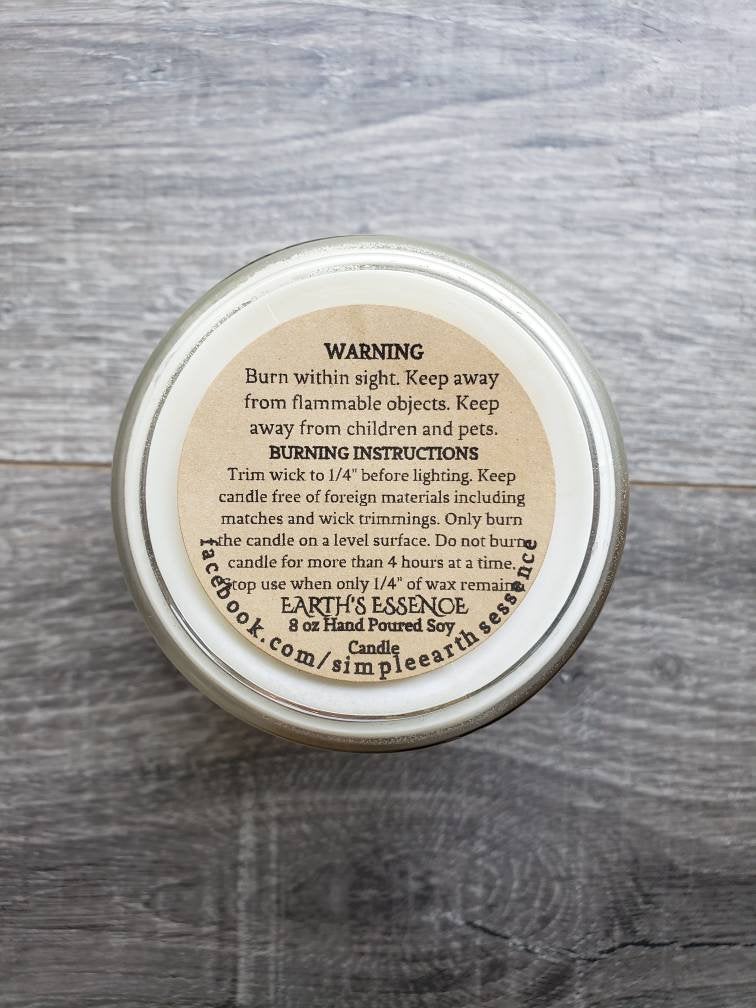 WARNING
Burn within sight. Keep away
from flammable objects. Keep
away from children and pets.
BURNING INSTRUCTIONS
Trim wick to 1/4" before lighting. Keep
candle free of foreign materials including
matches and wick trimmings. Only burn
the candle on a level surface. Do not burn
candle for more than 4 hours at a time.
Stop use when only 1/4" of wax remains
EARTH'S ESSENCE
8 oz Hand Poured Soy
Candle
facebook.com/simpleearthsessence